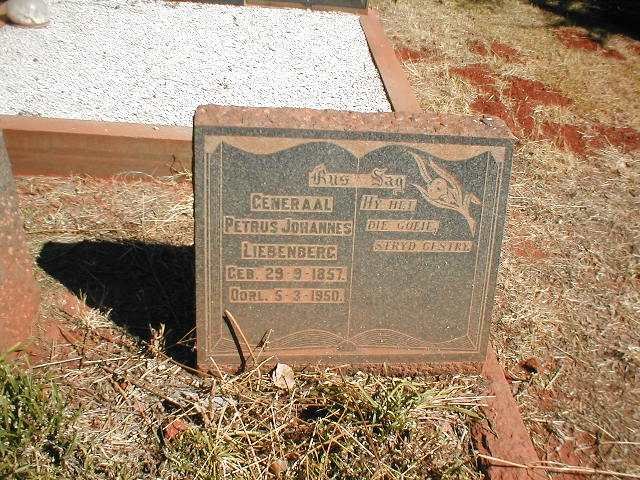 Rus Sag
GENERAAL
PETRUS JOHANNES
LIEBENBERG
GEB. 29-9-1857.
OORL. 5-3-1950.
HY HET
DIE GOEIE,
STRYD GESTRY.